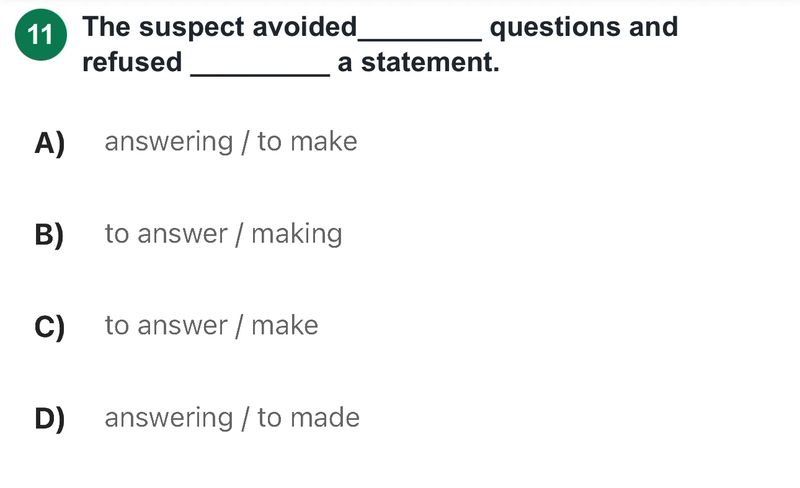 11 The suspect avoided________ questions and
refused __________ a statement.
A) answering / to make
B) to answer / making
C) to answer / make
D) answering / to made